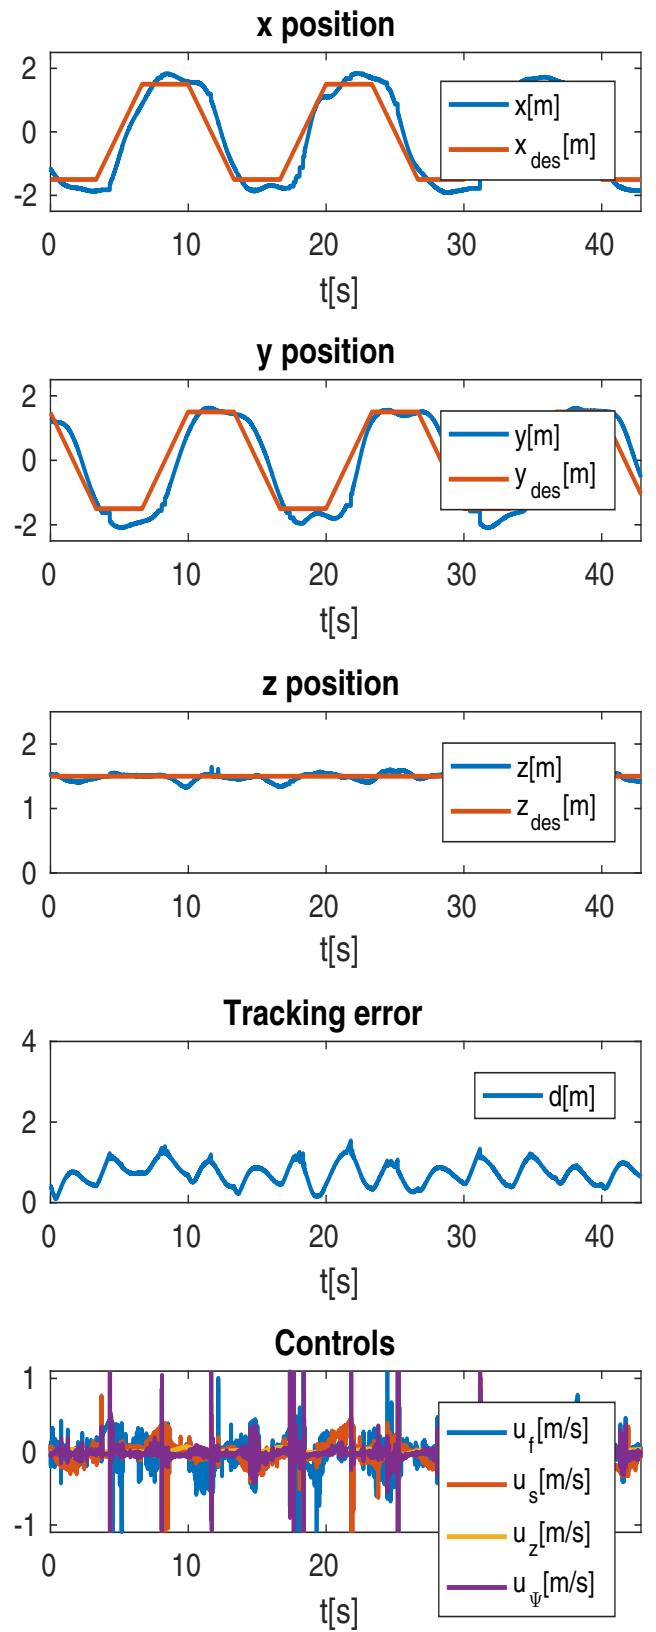 x position
2
0
-2
x[m]
x_des[m]
0 10 20 30 40
t[s]
y position
2
0
-2
y[m]
y_des[m]
0 10 20 30 40
t[s]
z position
2
1
0
z[m]
z_des[m]
0 10 20 30 40
t[s]
Tracking error
4
2
0
d[m]
0 10 20 30 40
t[s]
Controls
1
0
-1
u_f[m/s]
u_s[m/s]
u_z[m/s]
u_Ψ[m/s]
0 10 20 30 40
t[s]